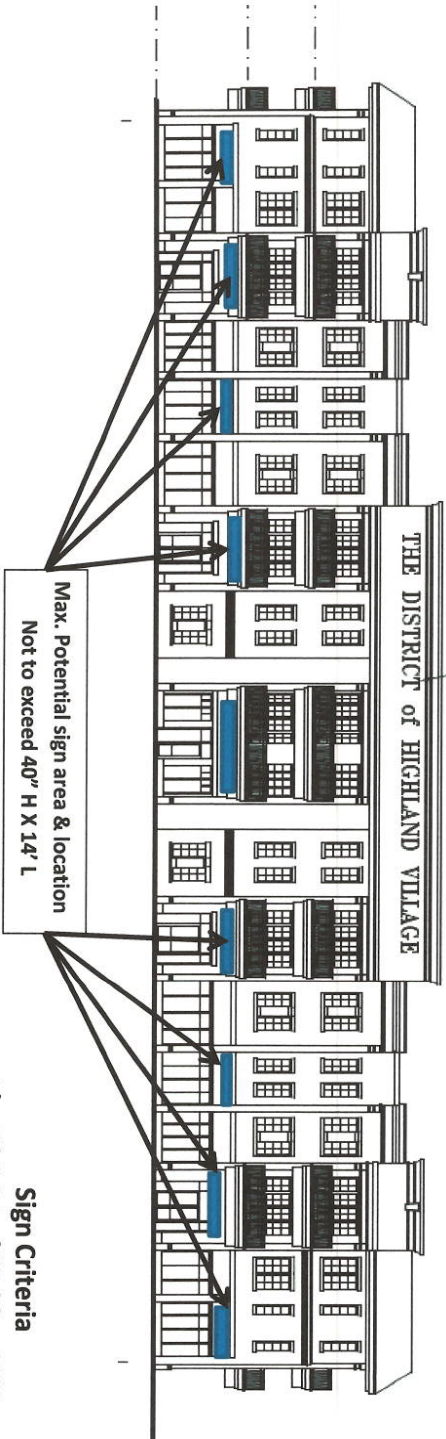 THE DISTRICT of HIGHLAND VILLAGE
Max. Potential sign area & location
Not to exceed 40" H X 14' L
Sign Criteria